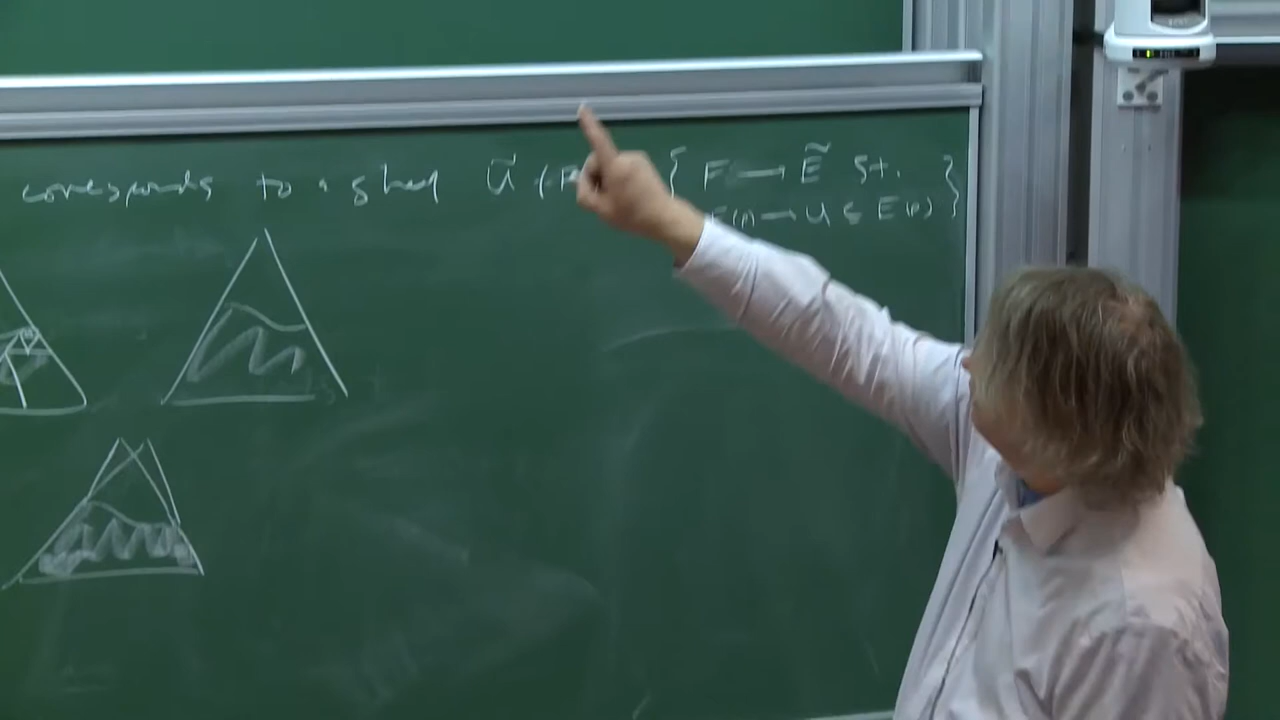 corresponds to a sheaf Ũ (F { F → Ẽ st.
F(P) → U ⊆ E(P) }